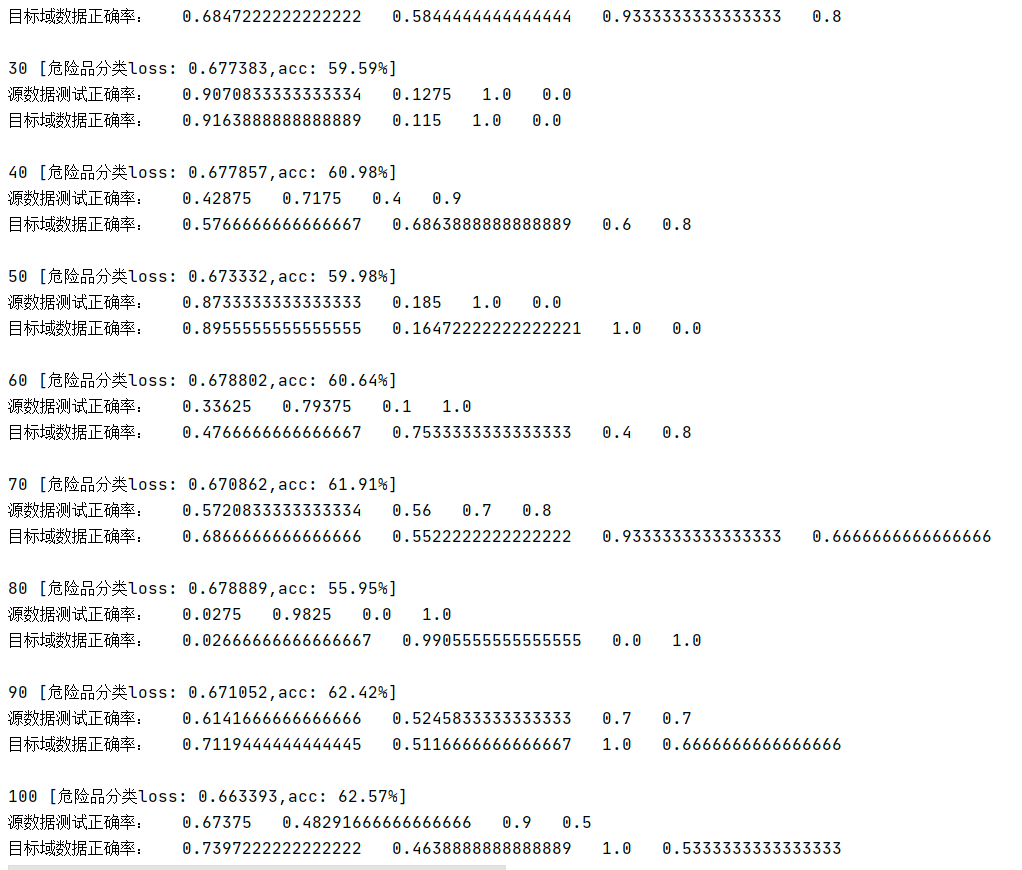 目标域数据正确率： 0.6847222222222222 0.5844444444444444 0.9333333333333333 0.8
30 [危险品分类loss: 0.677383,acc: 59.59%]
源数据测试正确率： 0.9070833333333334 0.1275 1.0 0.0
目标域数据正确率： 0.9163888888888889 0.115 1.0 0.0
40 [危险品分类loss: 0.677857,acc: 60.98%]
源数据测试正确率： 0.42875 0.7175 0.4 0.9
目标域数据正确率： 0.5766666666666667 0.6863888888888889 0.6 0.8
50 [危险品分类loss: 0.673332,acc: 59.98%]
源数据测试正确率： 0.8733333333333333 0.185 1.0 0.0
目标域数据正确率： 0.8955555555555555 0.16472222222222221 1.0 0.0
60 [危险品分类loss: 0.678802,acc: 60.64%]
源数据测试正确率： 0.33625 0.79375 0.1 1.0
目标域数据正确率： 0.4766666666666667 0.7533333333333333 0.4 0.8
70 [危险品分类loss: 0.670862,acc: 61.91%]
源数据测试正确率： 0.5720833333333334 0.56 0.7 0.8
目标域数据正确率： 0.6866666666666666 0.5522222222222222 0.9333333333333333 0.6666666666666666
80 [危险品分类loss: 0.678889,acc: 55.95%]
源数据测试正确率： 0.0275 0.9825 0.0 1.0
目标域数据正确率： 0.02666666666666667 0.9905555555555555 0.0 1.0
90 [危险品分类loss: 0.671052,acc: 62.42%]
源数据测试正确率： 0.6141666666666666 0.5245833333333333 0.7 0.7
目标域数据正确率： 0.7119444444444445 0.5116666666666667 1.0 0.6666666666666666
100 [危险品分类loss: 0.663393,acc: 62.57%]
源数据测试正确率： 0.67375 0.48291666666666666 0.9 0.5
目标域数据正确率： 0.7397222222222222 0.4638888888888889 1.0 0.5333333333333333